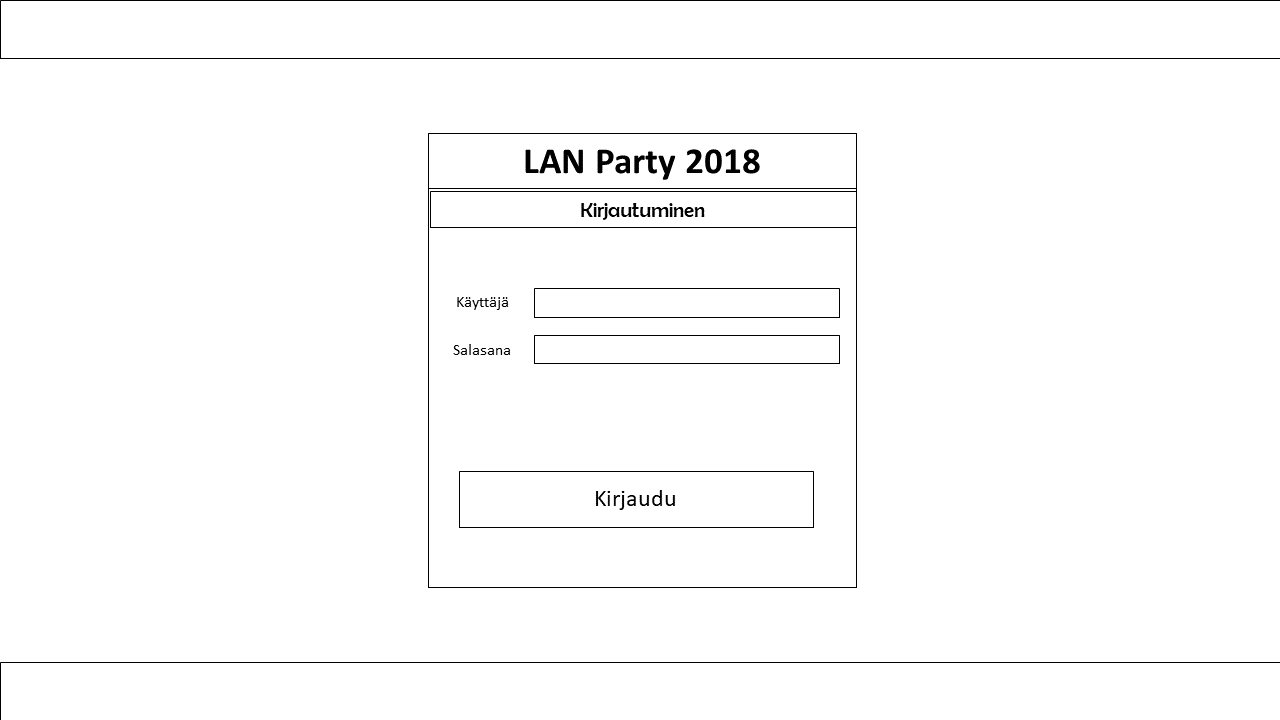 LAN Party 2018
Kirjautuminen
Käyttäjä
Salasana
Kirjaudu